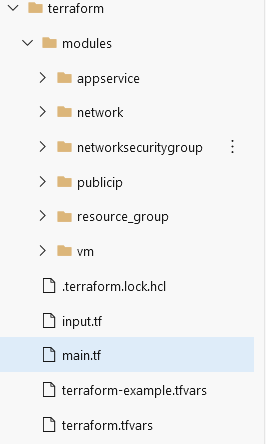 terraform
modules
appservice
network
networksecuritygroup
publicip
resource_group
vm
.terraform.lock.hcl
input.tf
main.tf
terraform-example.tfvars
terraform.tfvars